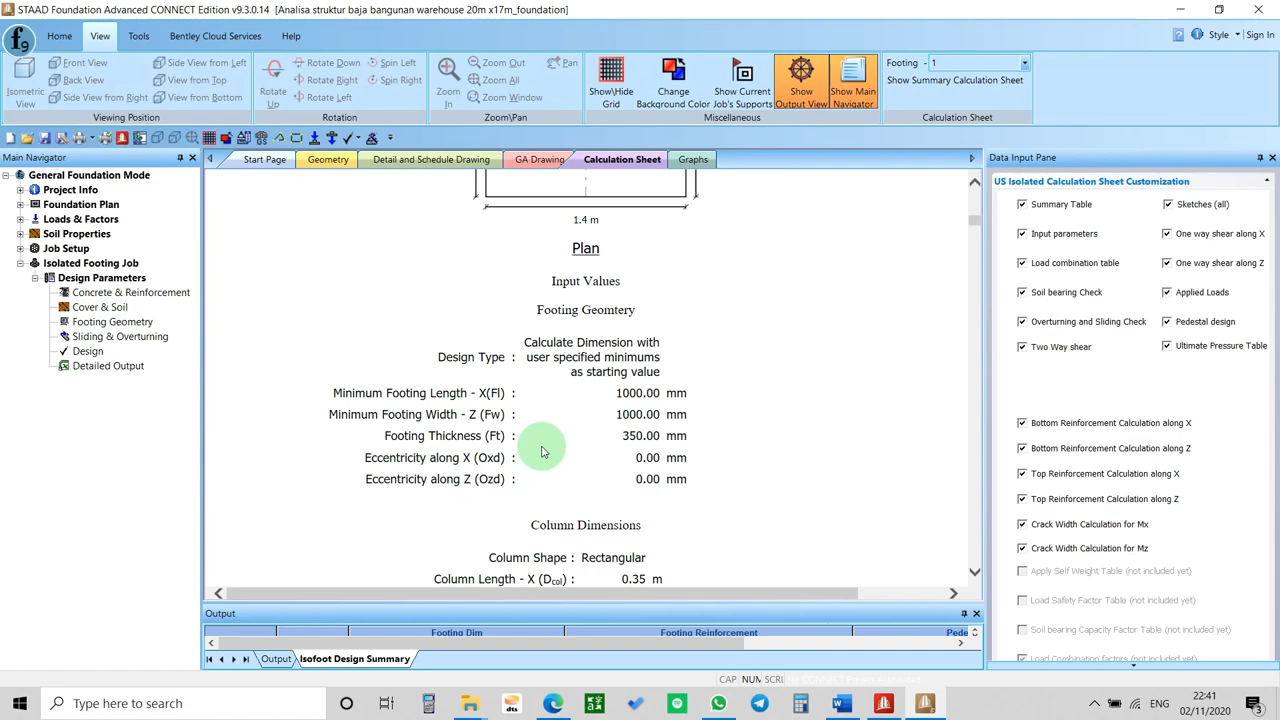 STAAD Foundation Advanced CONNECT Edition v9.3.0.14 - [Analisa struktur baja bangunan warehouse 20m x17m_foundation]
Home View Tools Bentley Cloud Services Help
Style Sign In
Isometric View
Front View
Back View
Side View from Right
Side View from Left
View from Top
View from Bottom
Viewing Position
Rotate Up
Rotate Down
Rotate Right
Rotate Left
Spin Left
Spin Right
Rotation
Zoom In
Zoom Out
Zoom All
Zoom Window
Pan
Zoom\Pan
Show\Hide Grid
Change Background Color
Show Current Job's Supports
Show Output View
Show Main Navigator
Miscellaneous
Footing - 1
Show Summary Calculation Sheet
Calculation Sheet
Main Navigator
General Foundation Mode
Project Info
Foundation Plan
Loads & Factors
Soil Properties
Job Setup
Isolated Footing Job
Design Parameters
Concrete & Reinforcement
Cover & Soil
Footing Geometry
Sliding & Overturning
Design
Detailed Output
Start Page Geometry Detail and Schedule Drawing GA Drawing Calculation Sheet Graphs
1.4 m
Plan
Input Values
Footing Geomtery
Design Type : Calculate Dimension with
user specified minimums
as starting value
Minimum Footing Length - X(Fl) : 1000.00 mm
Minimum Footing Width - Z (Fw) : 1000.00 mm
Footing Thickness (Ft) : 350.00 mm
Eccentricity along X (Oxd) : 0.00 mm
Eccentricity along Z (Ozd) : 0.00 mm
Column Dimensions
Column Shape : Rectangular
Column Length - X (Dcol) : 0.35 m
Output
Footing Dim Footing Reinforcement Pede
Output Isofoot Design Summary
Data Input Pane
US Isolated Calculation Sheet Customization
Summary Table Sketches (all)
Input parameters One way shear along X
Load combination table One way shear along Z
Soil bearing Check Applied Loads
Overturning and Sliding Check Pedestal design
Two Way shear Ultimate Pressure Table
Bottom Reinforcement Calculation along X
Bottom Reinforcement Calculation along Z
Top Reinforcement Calculation along X
Top Reinforcement Calculation along Z
Crack Width Calculation for Mx
Crack Width Calculation for Mz
Apply Self Weight Table (not included yet)
Load Safety Factor Table (not included yet)
Soil bearing Capacity Factor Table (not included yet)
Load Combination factors (not included yet)
CAP NUM SCRL
Type here to search
22:41
02/11/2020